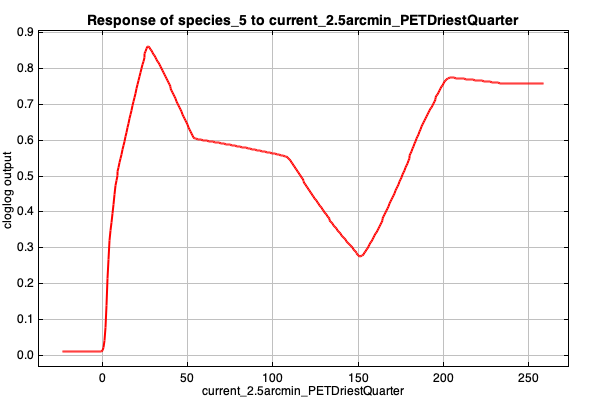 Response of species_5 to current_2.5arcmin_PETDriestQuarter
0.9
0.8
0.7
0.6
0.5
0.4
0.3
0.2
0.1
0.0
cloglog output
0 50 100 150 200 250
current_2.5arcmin_PETDriestQuarter